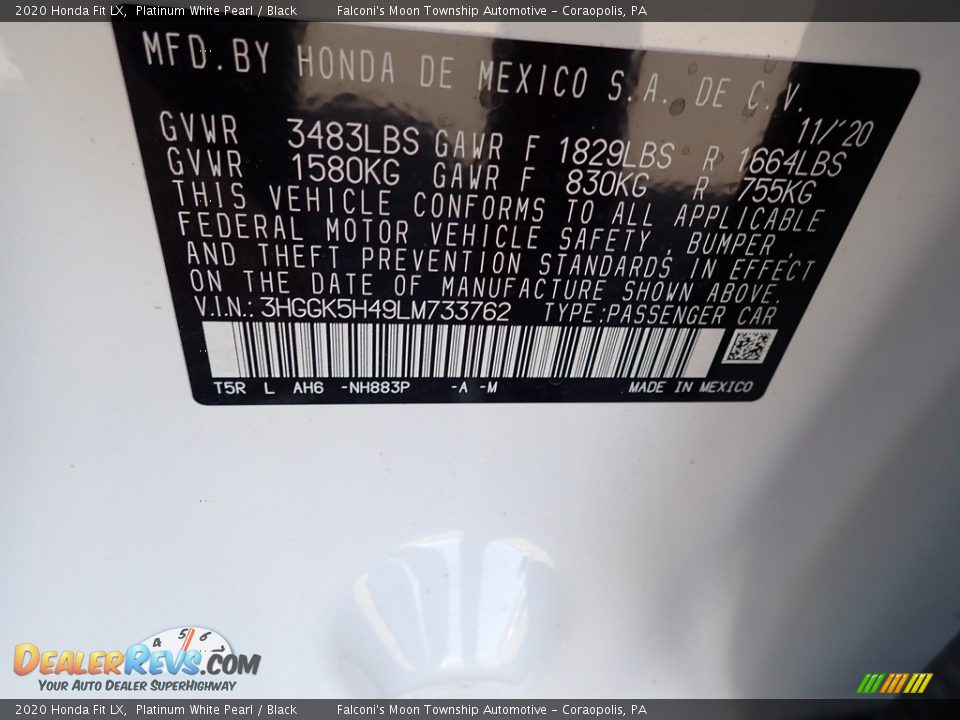 2020 Honda Fit LX, Platinum White Pearl / Black Falconi's Moon Township Automotive - Coraopolis, PA
MFD. BY HONDA DE MEXICO S.A. DE C.V.
11/'20
GVWR 3483LBS GAWR F 1829LBS R 1664LBS
GVWR 1580KG GAWR F 830KG R 755KG
THIS VEHICLE CONFORMS TO ALL APPLICABLE
FEDERAL MOTOR VEHICLE SAFETY, BUMPER,
AND THEFT PREVENTION STANDARDS IN EFFECT
ON THE DATE OF MANUFACTURE SHOWN ABOVE.
V.I.N.: 3HGGK5H49LM733762 TYPE:PASSENGER CAR
T5R L AH6 -NH883P -A -M MADE IN MEXICO
4 5 6
DEALERREVS.COM
YOUR AUTO DEALER SUPERHIGHWAY
2020 Honda Fit LX, Platinum White Pearl / Black Falconi's Moon Township Automotive - Coraopolis, PA